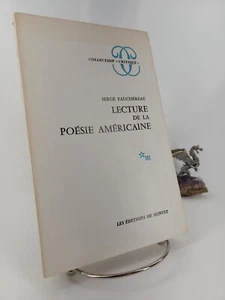 COLLECTION « CRITIQUE »
SERGE FAUCHEREAU
LECTURE
DE LA
POÉSIE AMÉRICAINE
LES ÉDITIONS DE MINUIT